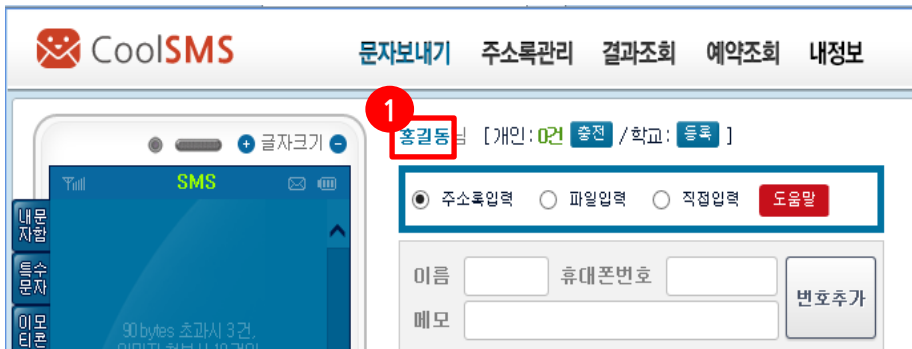 CoolSMS 문자보내기 주소록관리 결과조회 예약조회 내정보
1
글자크기
홍길동님 [개인:0건 충전 /학교: 등록 ]
SMS
주소록입력 파일입력 직접입력 도움말
내문
자함
특수
문자
이름 휴대폰번호
번호추가
메모
이모
티콘
90 bytes 초과시 3건,